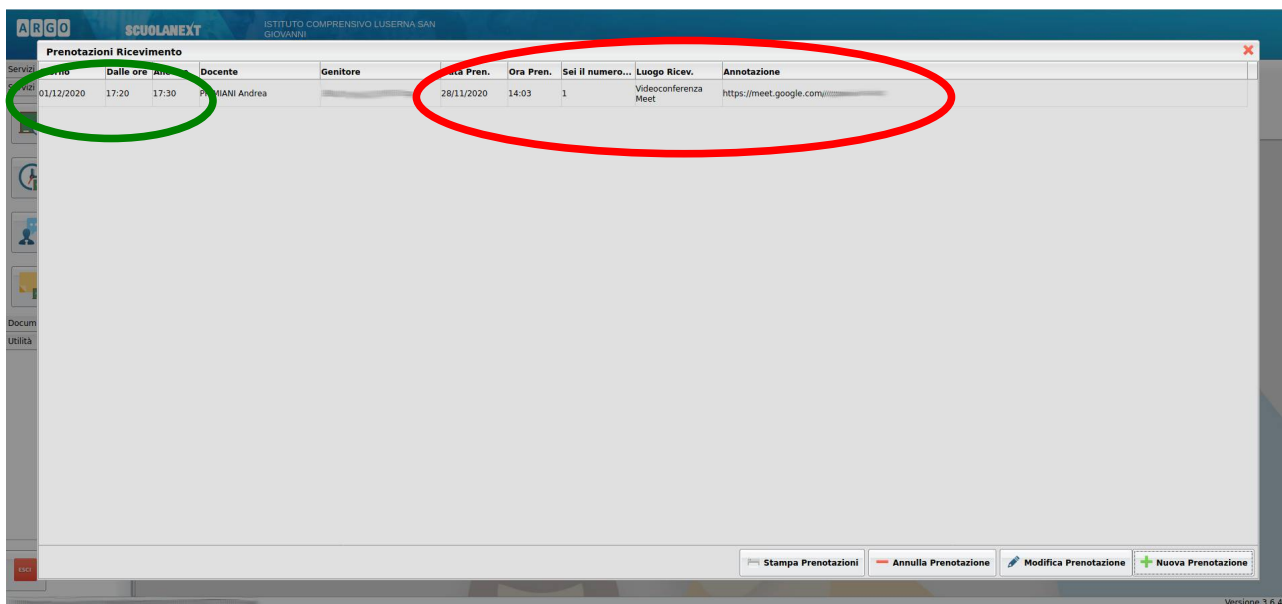 ARGO SCUOLANEXT ISTITUTO COMPRENSIVO LUSERNA SAN
GIOVANNI
Prenotazioni Ricevimento
Servizi
Dalle ore Docente Genitore Pren. Ora Pren. Sei il numero... Luogo Ricev. Annotazione
01/12/2020 17:20 17:30 Andrea 28/11/2020 14:03 1 Videoconferenza Meet https://meet.google.com/
Docum
Utilità
ESCI
Stampa Prenotazioni Annulla Prenotazione Modifica Prenotazione Nuova Prenotazione
Versione 3.6.4